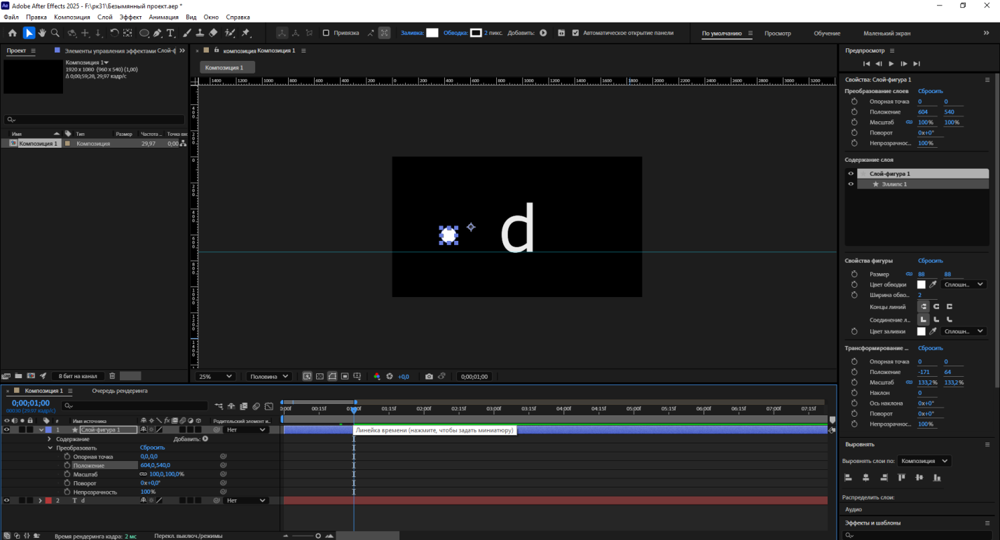 Adobe After Effects 2025 - F:\рк31\Безымянный проект.aep *
Файл Правка Композиция Слой Эффект Анимация Вид Окно Справка
Привязка Заливка: Обводка: 2 пикс. Добавить: Автоматическое открытие панели По умолчанию Просмотр Обучение Маленький экран
Проект Элементы управления эффектами Слой-ф
Композиция 1
1920 x 1080 (960 x 540) (1,00)
Δ 0;00;59;28, 29,97 кадр/с
Имя Тип Размер Частота ... Точка вх
Композиция 1 Композиция 29,97 0;00
8 бит на канал
композиция Композиция 1
Композиция 1
1400 1200 1000 800 600 400 200 0 200 400 600 800 1000 1200 1400 1600 1800 2000 2200 2400 2600 2800 3000 3200
d
25% Половина +0,0 0;00;01;00
Предпросмотр
Свойства: Слой-фигура 1
Преобразование слоев Сбросить
Опорная точка 0 0
Положение 604 540
Масштаб 100% 100%
Поворот 0x+0°
Непрозрачнос... 100%
Содержание слоя
Слой-фигура 1
Эллипс 1
Свойства фигуры Сбросить
Размер 88 88
Цвет обводки Сплошн...
Ширина обво... 2
Концы линий
Соединение л...
Цвет заливки Сплошн...
Трансформирование ... Сбросить
Опорная точка 0 0
Положение -171 64
Масштаб 133,2% 133,2%
Наклон 0
Ось наклона 0x+0°
Поворот 0x+0°
Непрозрачнос... 100%
Выровнять
Выровнять слои по: Композиция
Распределить слои:
Аудио
Эффекты и шаблоны
Композиция 1 Очередь рендеринга
0;00;01;00
00030 (29.97 кадр/с)
00:15f 02:00f 02:15f 03:00f 03:15f 04:00f 04:15f 05:00f 05:15f 06:00f 06:15f 07:00f 07:15f
# Имя источника Родительский элемент и...
1 Слой-фигура 1 Нет
Линейка времени (нажмите, чтобы задать миниатюру)
Содержание Добавить:
Преобразовать Сбросить
Опорная точка 0,0,0,0
Положение 604,0,540,0
Масштаб 100,0,100,0%
Поворот 0x+0,0°
Непрозрачность 100%
2 T d Нет
Время рендеринга кадра: 2 мс Перекл. выключ./режимы